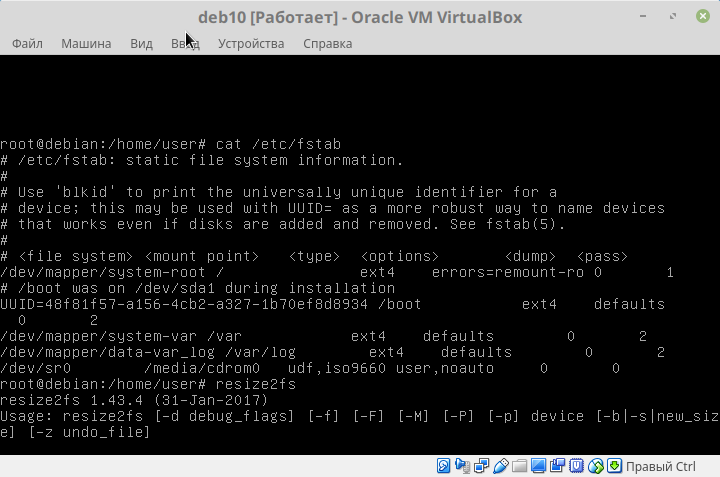 deb10 [Работает] - Oracle VM VirtualBox
Файл Машина Вид Ввод Устройства Справка
root@debian:/home/user# cat /etc/fstab
# /etc/fstab: static file system information.
#
# Use 'blkid' to print the universally unique identifier for a
# device; this may be used with UUID= as a more robust way to name devices
# that works even if disks are added and removed. See fstab(5).
#
# <file system> <mount point>   <type>  <options>       <dump>  <pass>
/dev/mapper/system-root /               ext4    errors=remount-ro 0       1
# /boot was on /dev/sda1 during installation
UUID=48f81f57-a156-4cb2-a327-1b70ef8d8934 /boot           ext4    defaults
  0       2
/dev/mapper/system-var /var            ext4    defaults        0       2
/dev/mapper/data-var_log /var/log        ext4    defaults        0       2
/dev/sr0        /media/cdrom0   udf,iso9660 user,noauto     0       0
root@debian:/home/user# resize2fs
resize2fs 1.43.4 (31-Jan-2017)
Usage: resize2fs [-d debug_flags] [-f] [-F] [-M] [-P] [-p] device [-b|-s|new_siz
e] [-z undo_file]
Правый Ctrl